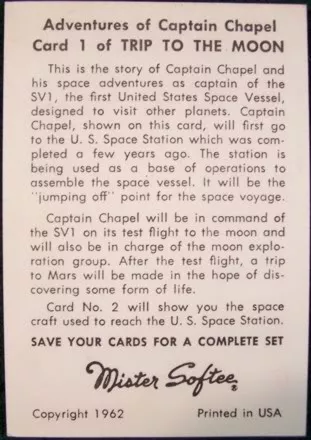 Adventures of Captain Chapel
Card 1 of TRIP TO THE MOON
This is the story of Captain Chapel and
his space adventures as captain of the
SV1, the first United States Space Vessel,
designed to visit other planets. Captain
Chapel, shown on this card, will first go
to the U. S. Space Station which was com-
pleted a few years ago. The station is
being used as a base of operations to
assemble the space vessel. It will be the
"jumping off" point for the space voyage.
Captain Chapel will be in command of
the SV1 on its test flight to the moon and
will also be in charge of the moon explo-
ration group. After the test flight, a trip
to Mars will be made in the hope of dis-
covering some form of life.
Card No. 2 will show you the space
craft used to reach the U. S. Space Station.
SAVE YOUR CARDS FOR A COMPLETE SET
Mister Softee®
Copyright 1962 Printed in USA